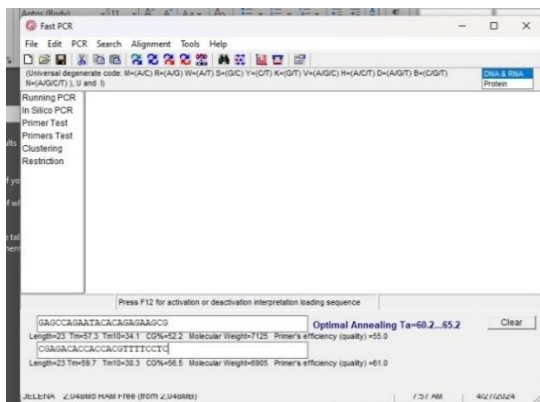 Fast PCR
File Edit PCR Search Alignment Tools Help
(Universal degenerate code: M=(A/C) R=(A/G) W=(A/T) S=(G/C) Y=(C/T) K=(G/T) V=(A/G/C) H=(A/C/T) D=(A/G/T) B=(C/G/T)
N=(A/G/C/T) ), U and I)
DNA & RNA
Protein
Running PCR
In Silico PCR
Primer Test
Primers Test
Clustering
Restriction
Press F12 for activation or deactivation interpretation loading sequence
GAGCCAGAATACACAGAGAAGCG
Optimal Annealing Ta=60.2...65.2
Clear
Length=23 Tm=57.3 Tm10=34.1 CG%=52.2 Molecular Weight=7125 Primer's efficiency (quality) =55.0
CGAGACACCACCACGTTTTCCTC
Length=23 Tm=59.7 Tm10=38.3 CG%=56.5 Molecular Weight=6905 Primer's efficiency (quality) =61.0
JELENA 2,048MB RAM Free (from 2,048MB)
7:57 AM
4/27/2024